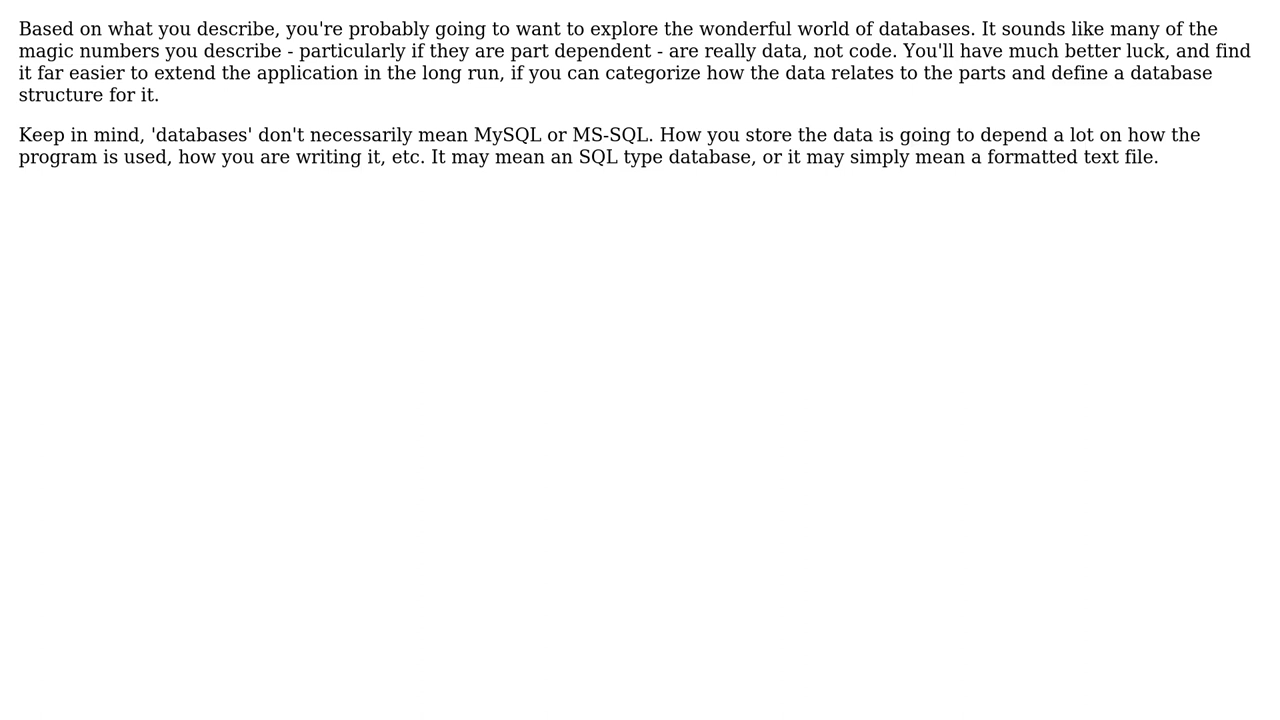 Based on what you describe, you're probably going to want to explore the wonderful world of databases. It sounds like many of the
magic numbers you describe - particularly if they are part dependent - are really data, not code. You'll have much better luck, and find
it far easier to extend the application in the long run, if you can categorize how the data relates to the parts and define a database
structure for it.
Keep in mind, 'databases' don't necessarily mean MySQL or MS-SQL. How you store the data is going to depend a lot on how the
program is used, how you are writing it, etc. It may mean an SQL type database, or it may simply mean a formatted text file.